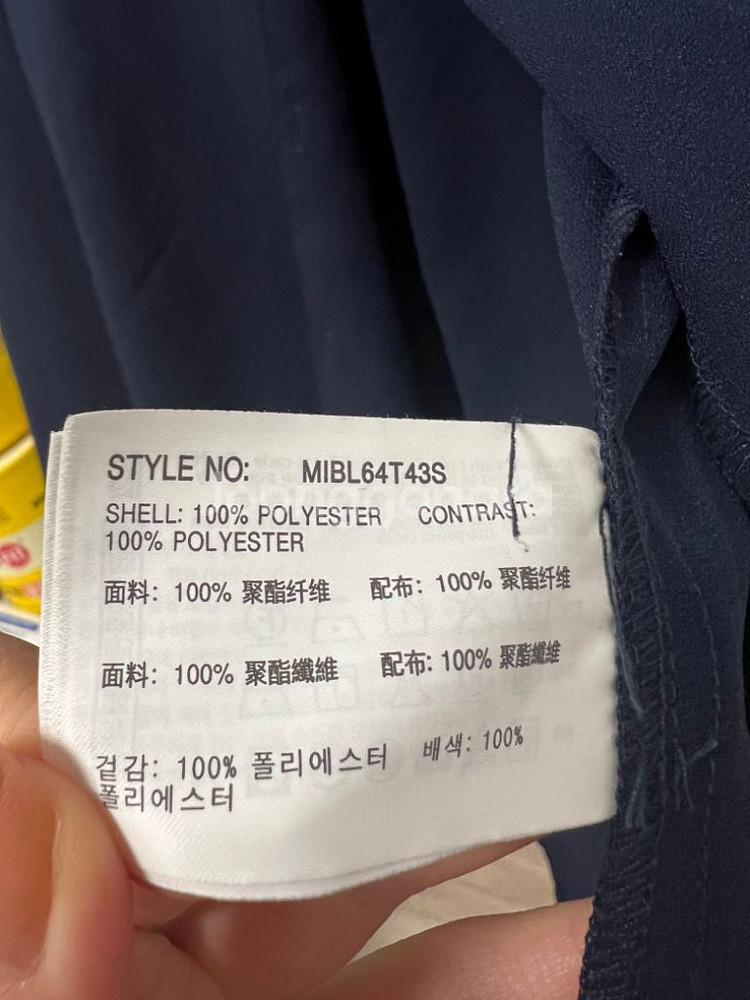 STYLE NO: MIBL64T43S
SHELL: 100% POLYESTER CONTRAST:
100% POLYESTER
面料: 100% 聚酯纤维 配布: 100% 聚酯纤维
面料: 100% 聚酯纖維 配布: 100% 聚酯纖維
겉감: 100% 폴리에스터 배색: 100%
폴리에스터